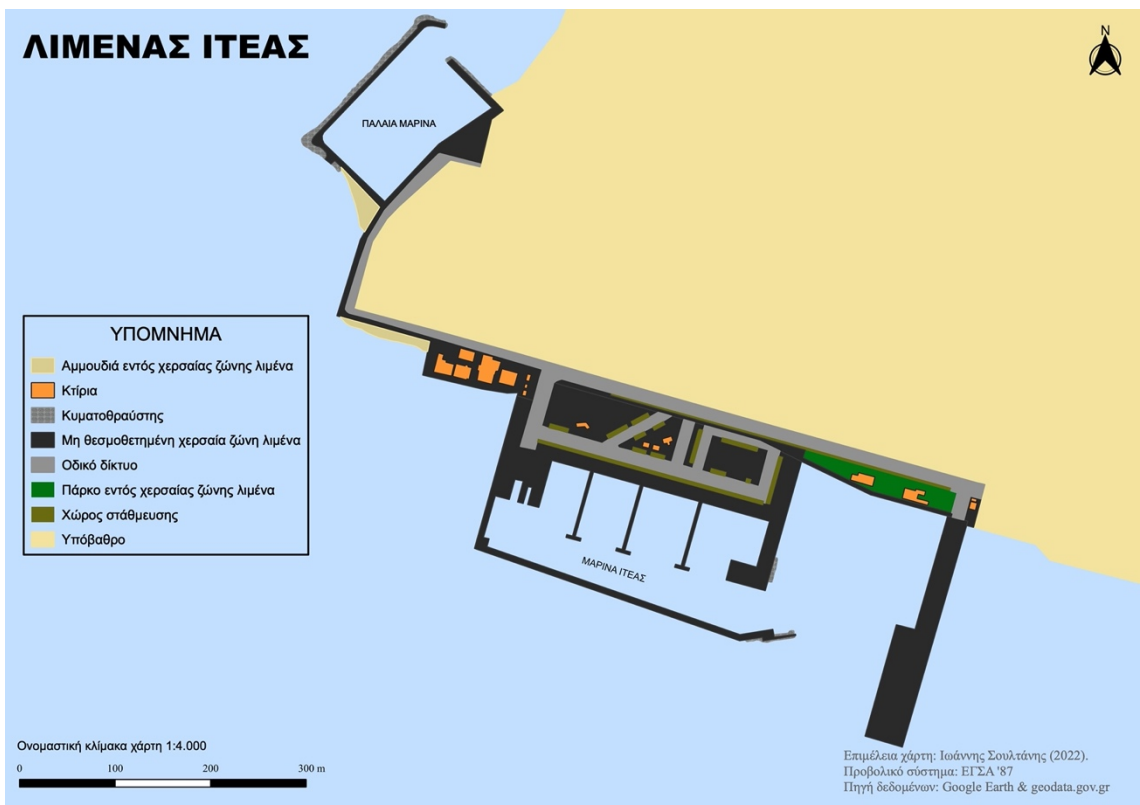 ΛΙΜΕΝΑΣ ΙΤΕΑΣ
N
ΠΑΛΑΙΑ ΜΑΡΙΝΑ
ΥΠΟΜΝΗΜΑ
Αμμουδιά εντός χερσαίας ζώνης λιμένα
Κτίρια
Κυματοθραύστης
Μη θεσμοθετημένη χερσαία ζώνη λιμένα
Οδικό δίκτυο
Πάρκο εντός χερσαίας ζώνης λιμένα
Χώρος στάθμευσης
Υπόβαθρο
ΜΑΡΙΝΑ ΙΤΕΑΣ
Ονομαστική κλίμακα χάρτη 1:4.000
0 100 200 300 m
Επιμέλεια χάρτη: Ιωάννης Σουλτάνης (2022).
Προβολικό σύστημα: ΕΓΣΑ '87
Πηγή δεδομένων: Google Earth & geodata.gov.gr